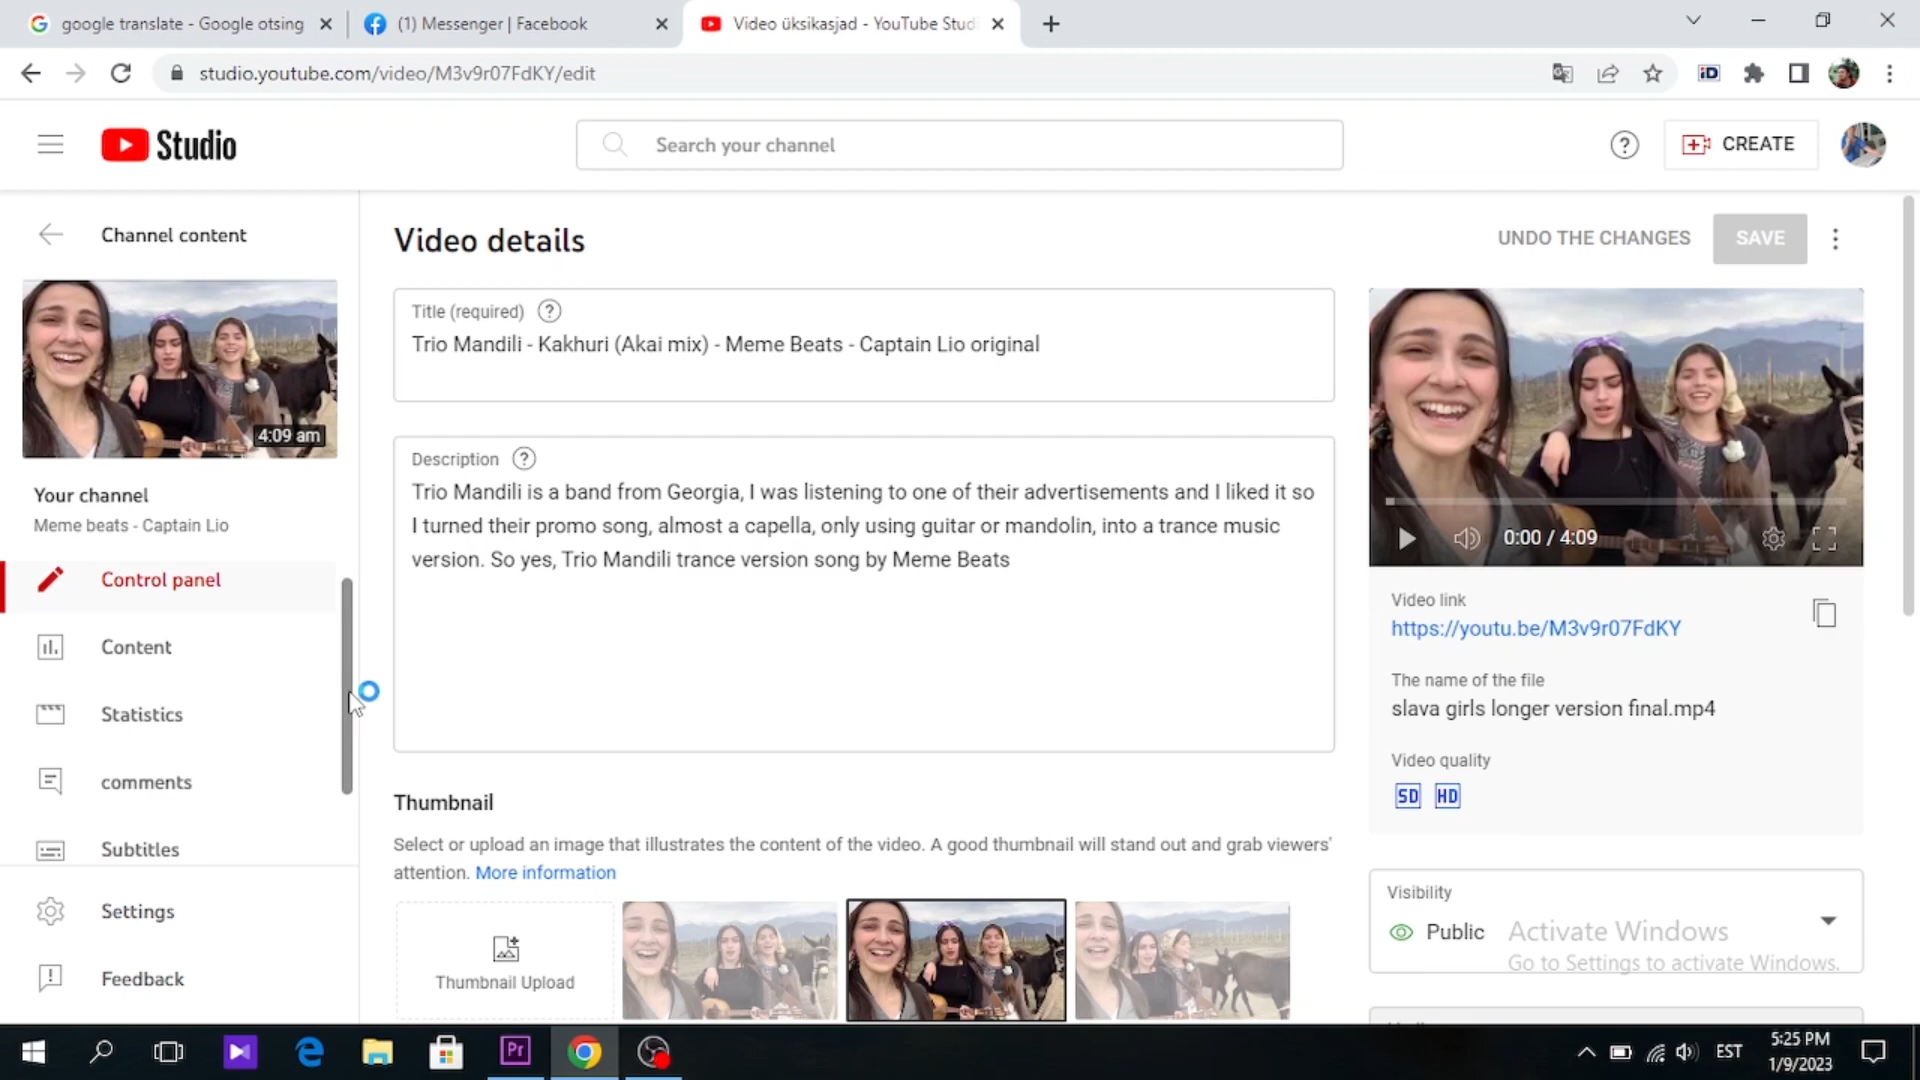 google translate - Google otsing
(1) Messenger | Facebook
Video üksikasjad - YouTube Stud
studio.youtube.com/video/M3v9r07FdKY/edit
iD
Studio
Search your channel
CREATE
Channel content
Video details
UNDO THE CHANGES
SAVE
4:09 am
Title (required)
Trio Mandili - Kakhuri (Akai mix) - Meme Beats - Captain Lio original
Description
Trio Mandili is a band from Georgia, I was listening to one of their advertisements and I liked it so
I turned their promo song, almost a capella, only using guitar or mandolin, into a trance music
version. So yes, Trio Mandili trance version song by Meme Beats
0:00 / 4:09
Your channel
Meme beats - Captain Lio
Control panel
Content
Statistics
comments
Subtitles
Settings
Feedback
Video link
https://youtu.be/M3v9r07FdKY
The name of the file
slava girls longer version final.mp4
Video quality
SD HD
Thumbnail
Select or upload an image that illustrates the content of the video. A good thumbnail will stand out and grab viewers'
attention. More information
Thumbnail Upload
Visibility
Public
Activate Windows
Go to Settings to activate Windows.
Pr
EST
5:25 PM
1/9/2023